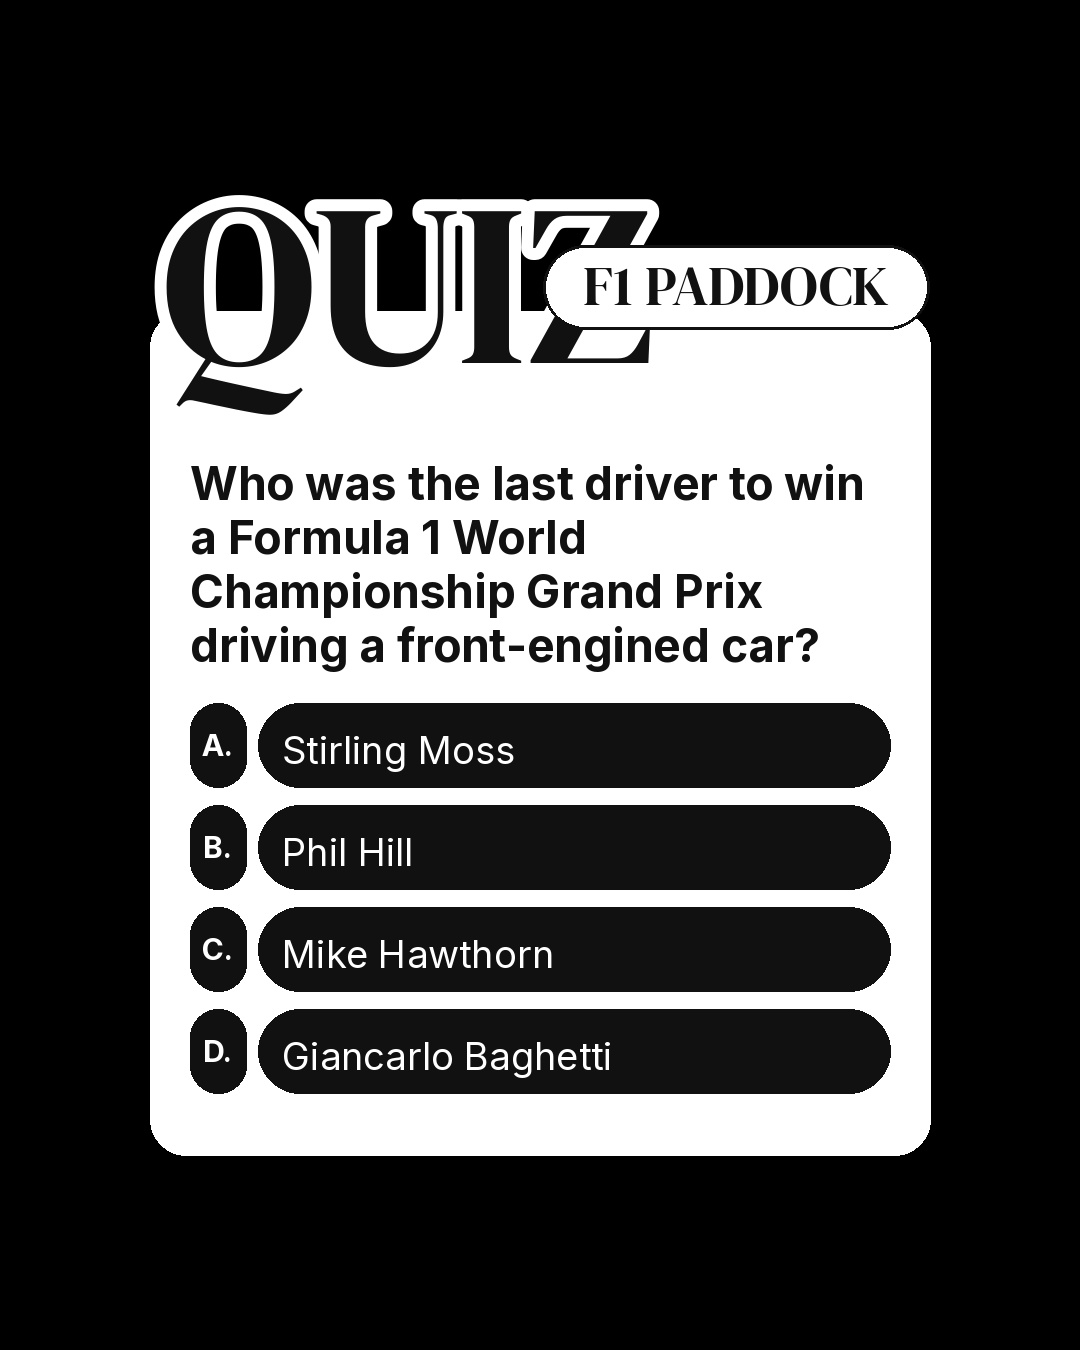 QUIZ
F1 PADDOCK
Who was the last driver to win
a Formula 1 World
Championship Grand Prix
driving a front-engined car?
A. Stirling Moss
B. Phil Hill
C. Mike Hawthorn
D. Giancarlo Baghetti